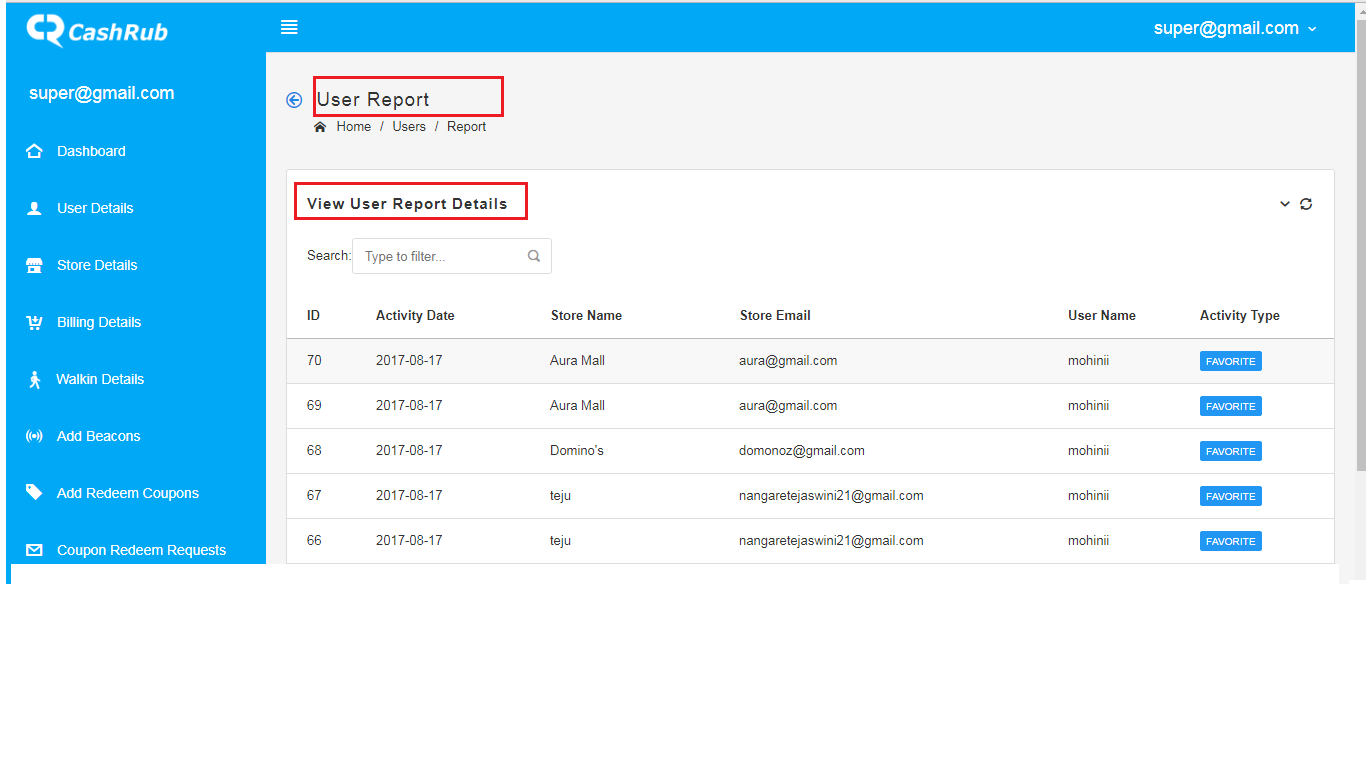 CashRub
super@gmail.com
super@gmail.com
Dashboard
User Details
Store Details
Billing Details
Walkin Details
Add Beacons
Add Redeem Coupons
Coupon Redeem Requests
User Report
Home / Users / Report
View User Report Details
Search: Type to filter...
ID Activity Date Store Name Store Email User Name Activity Type
70 2017-08-17 Aura Mall aura@gmail.com mohinii FAVORITE
69 2017-08-17 Aura Mall aura@gmail.com mohinii FAVORITE
68 2017-08-17 Domino's domonoz@gmail.com mohinii FAVORITE
67 2017-08-17 teju nangaretejaswini21@gmail.com mohinii FAVORITE
66 2017-08-17 teju nangaretejaswini21@gmail.com mohinii FAVORITE